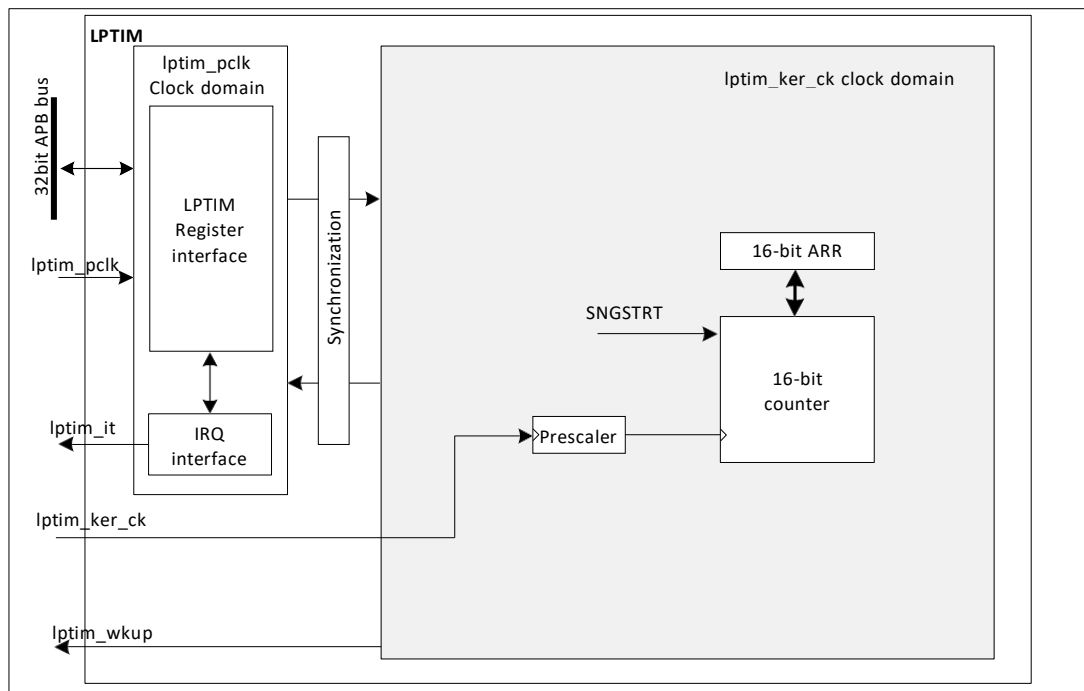 LPTIM
lptim_pclk
Clock domain
lptim_ker_ck clock domain
32bit APB bus
LPTIM
Register
interface
Synchronization
16-bit ARR
lptim_pclk
SNGSTRT
16-bit
counter
lptim_it
IRQ
interface
Prescaler
lptim_ker_ck
lptim_wkup